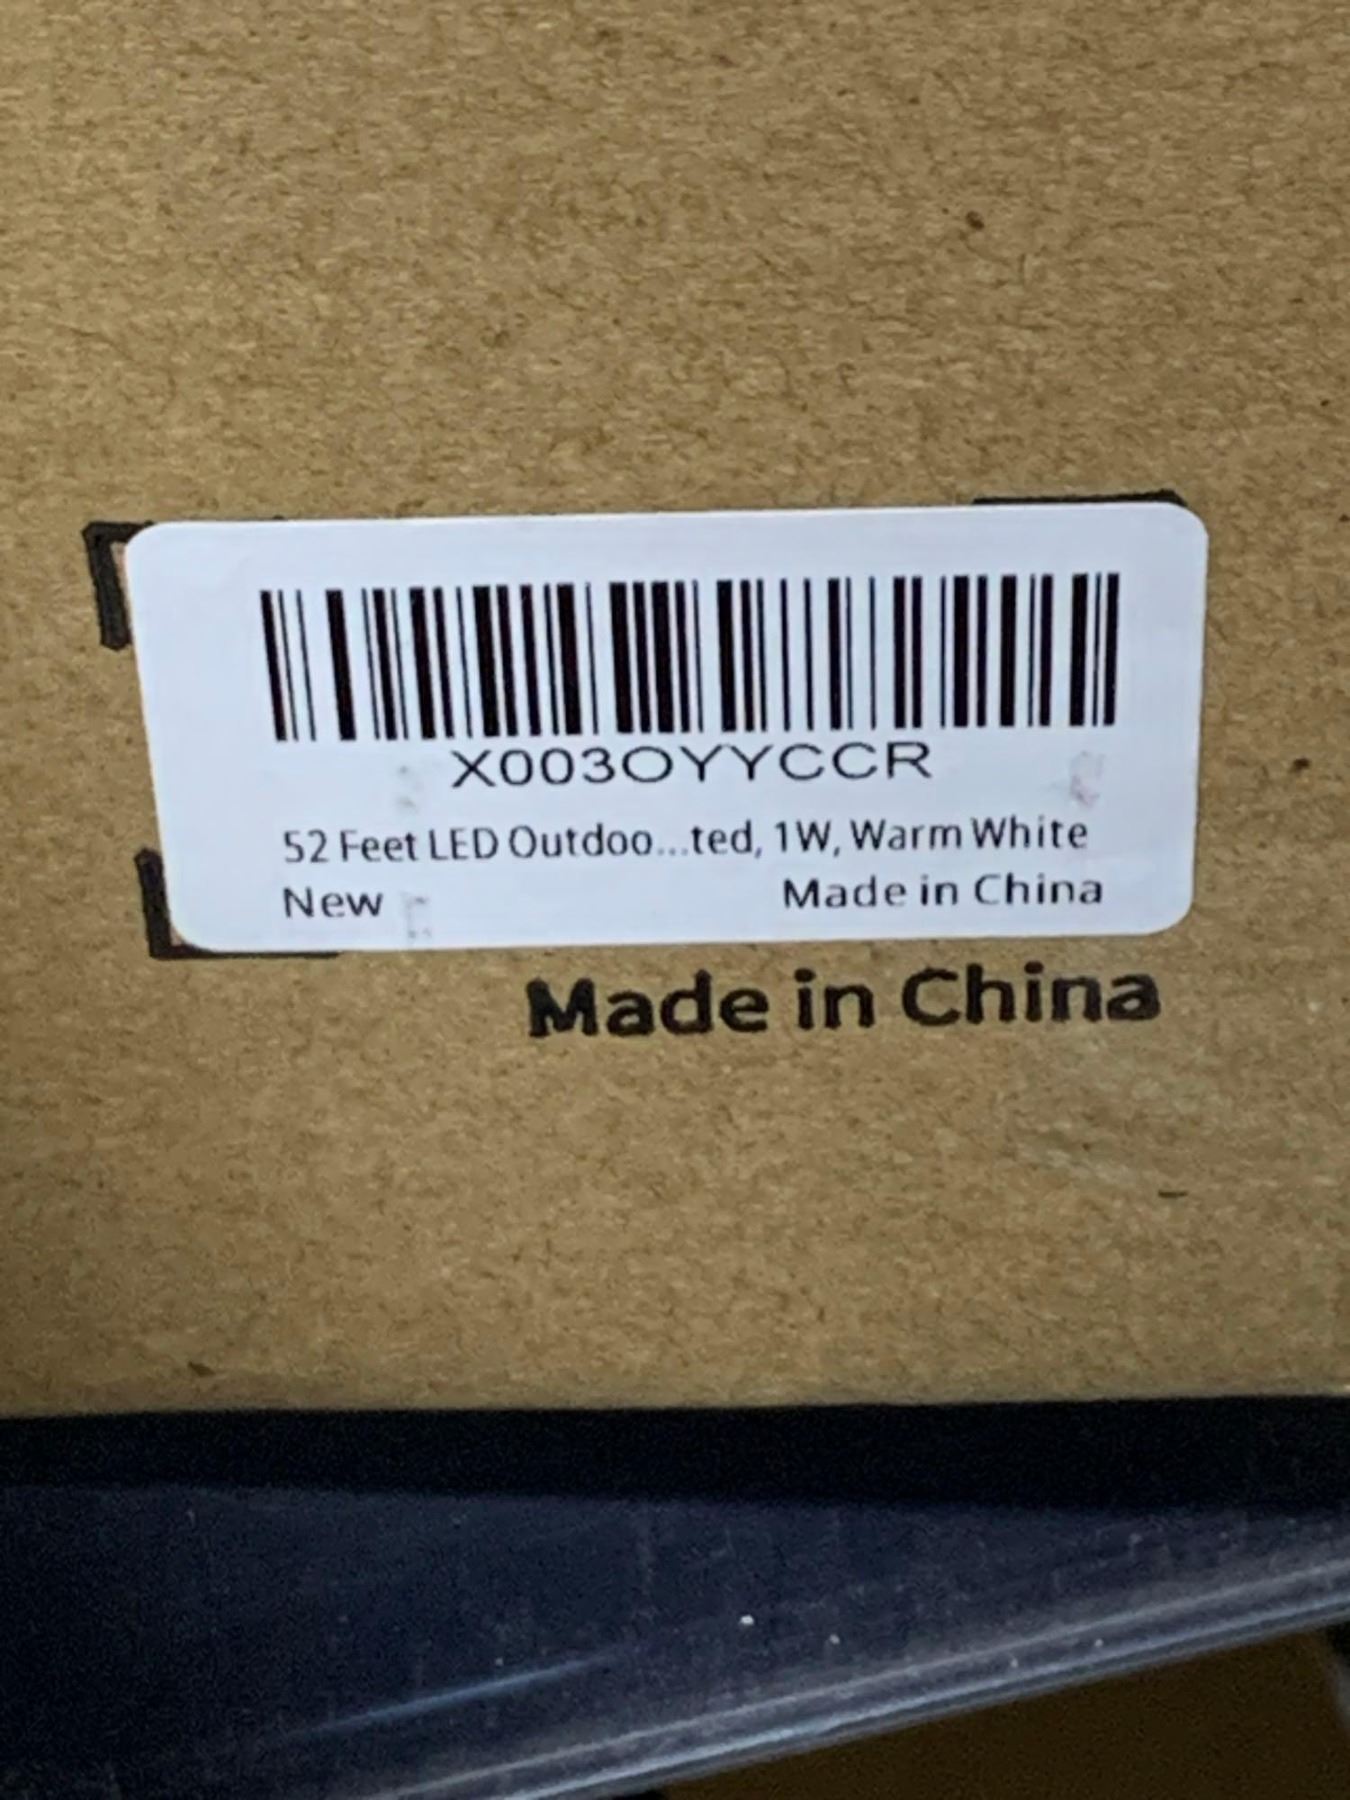 X003OYYCCR
52 Feet LED Outdoo...ted, 1W, Warm White
New Made in China
Made in China